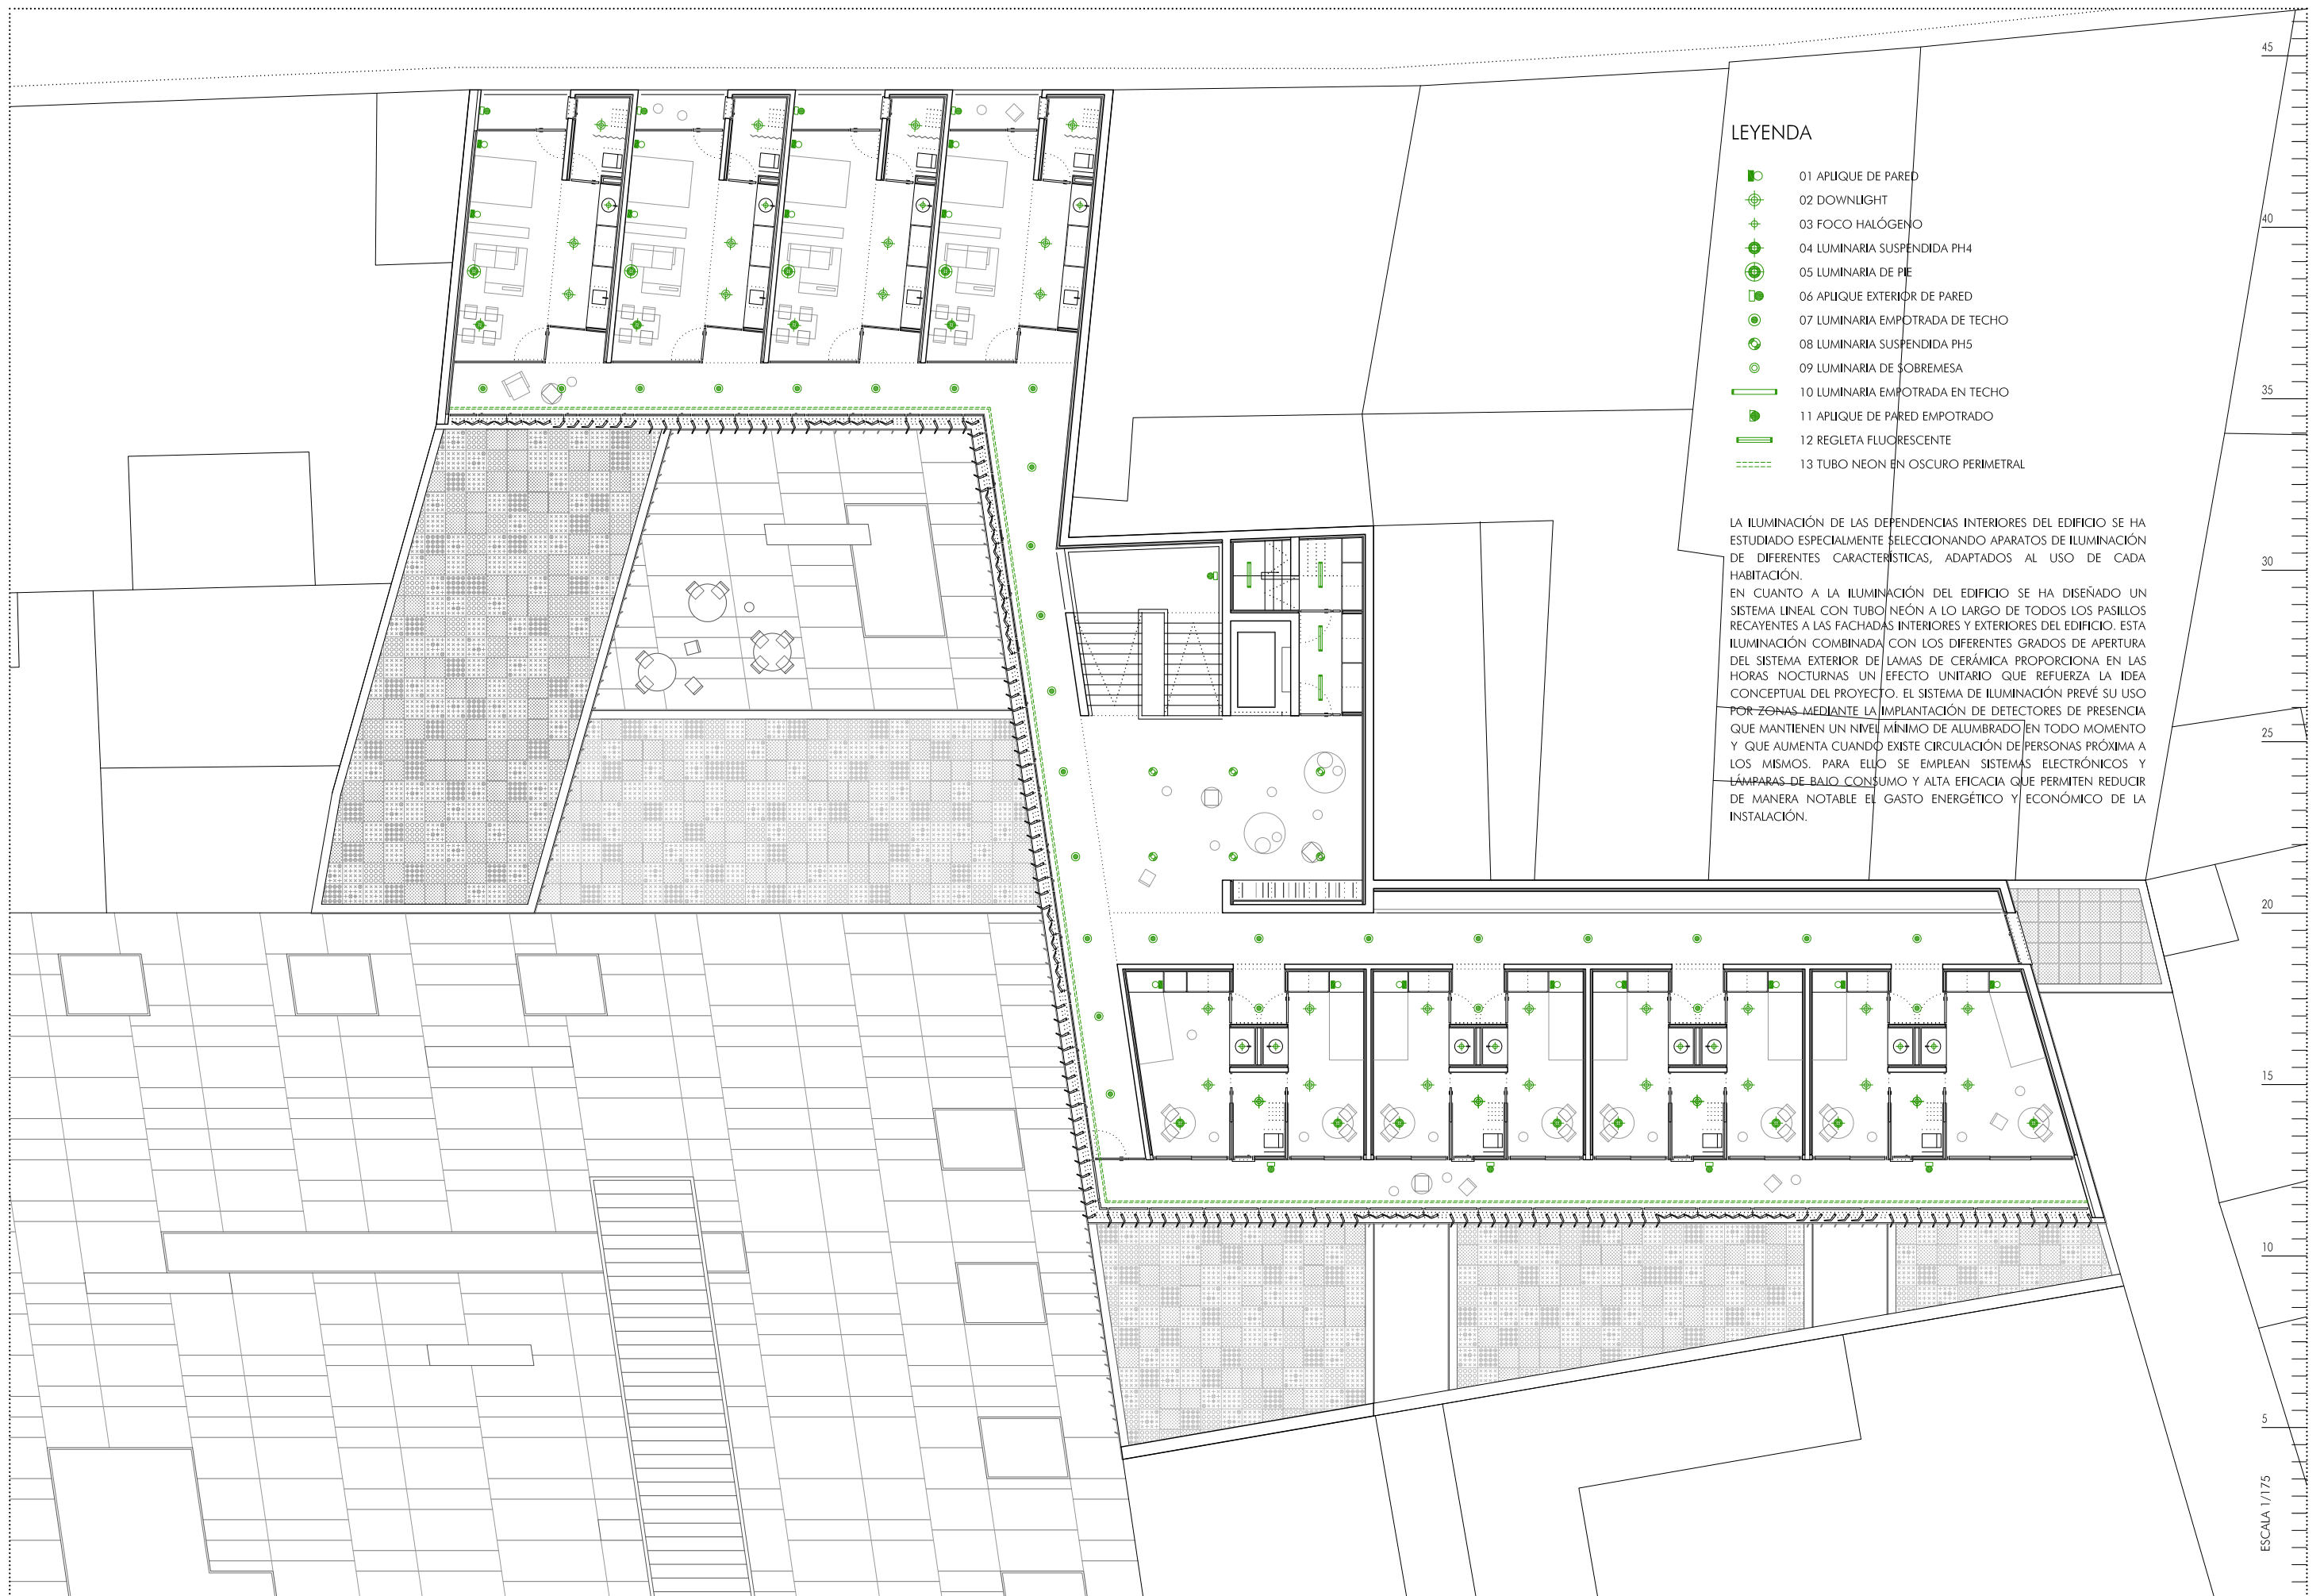 LEYENDA
01 APLIQUE DE PARED
02 DOWNLIGHT
03 FOCO HALÓGENO
04 LUMINARIA SUSPENDIDA PH4
05 LUMINARIA DE PIE
06 APLIQUE EXTERIOR DE PARED
07 LUMINARIA EMPOTRADA DE TECHO
08 LUMINARIA SUSPENDIDA PH5
09 LUMINARIA DE SOBREMESA
10 LUMINARIA EMPOTRADA EN TECHO
11 APLIQUE DE PARED EMPOTRADO
12 REGLETA FLUORESCENTE
13 TUBO NEON EN OSCURO PERIMETRAL
LA ILUMINACIÓN DE LAS DEPENDENCIAS INTERIORES DEL EDIFICIO SE HA
ESTUDIADO ESPECIALMENTE SELECCIONANDO APARATOS DE ILUMINACIÓN
DE DIFERENTES CARACTERÍSTICAS, ADAPTADOS AL USO DE CADA
HABITACIÓN.
EN CUANTO A LA ILUMINACIÓN DEL EDIFICIO SE HA DISEÑADO UN
SISTEMA LINEAL CON TUBO NEÓN A LO LARGO DE TODOS LOS PASILLOS
RECAYENTES A LAS FACHADAS INTERIORES Y EXTERIORES DEL EDIFICIO. ESTA
ILUMINACIÓN COMBINADA CON LOS DIFERENTES GRADOS DE APERTURA
DEL SISTEMA EXTERIOR DE LAMAS DE CERÁMICA PROPORCIONA EN LAS
HORAS NOCTURNAS UN EFECTO UNITARIO QUE REFUERZA LA IDEA
CONCEPTUAL DEL PROYECTO. EL SISTEMA DE ILUMINACIÓN PREVÉ SU USO
POR ZONAS MEDIANTE LA IMPLANTACIÓN DE DETECTORES DE PRESENCIA
QUE MANTIENEN UN NIVEL MÍNIMO DE ALUMBRADO EN TODO MOMENTO
Y QUE AUMENTA CUANDO EXISTE CIRCULACIÓN DE PERSONAS PRÓXIMA A
LOS MISMOS. PARA ELLO SE EMPLEAN SISTEMAS ELECTRÓNICOS Y
LÁMPARAS DE BAJO CONSUMO Y ALTA EFICACIA QUE PERMITEN REDUCIR
DE MANERA NOTABLE EL GASTO ENERGÉTICO Y ECONÓMICO DE LA
INSTALACIÓN.
45
40
35
30
25
20
15
10
5
ESCALA 1/175